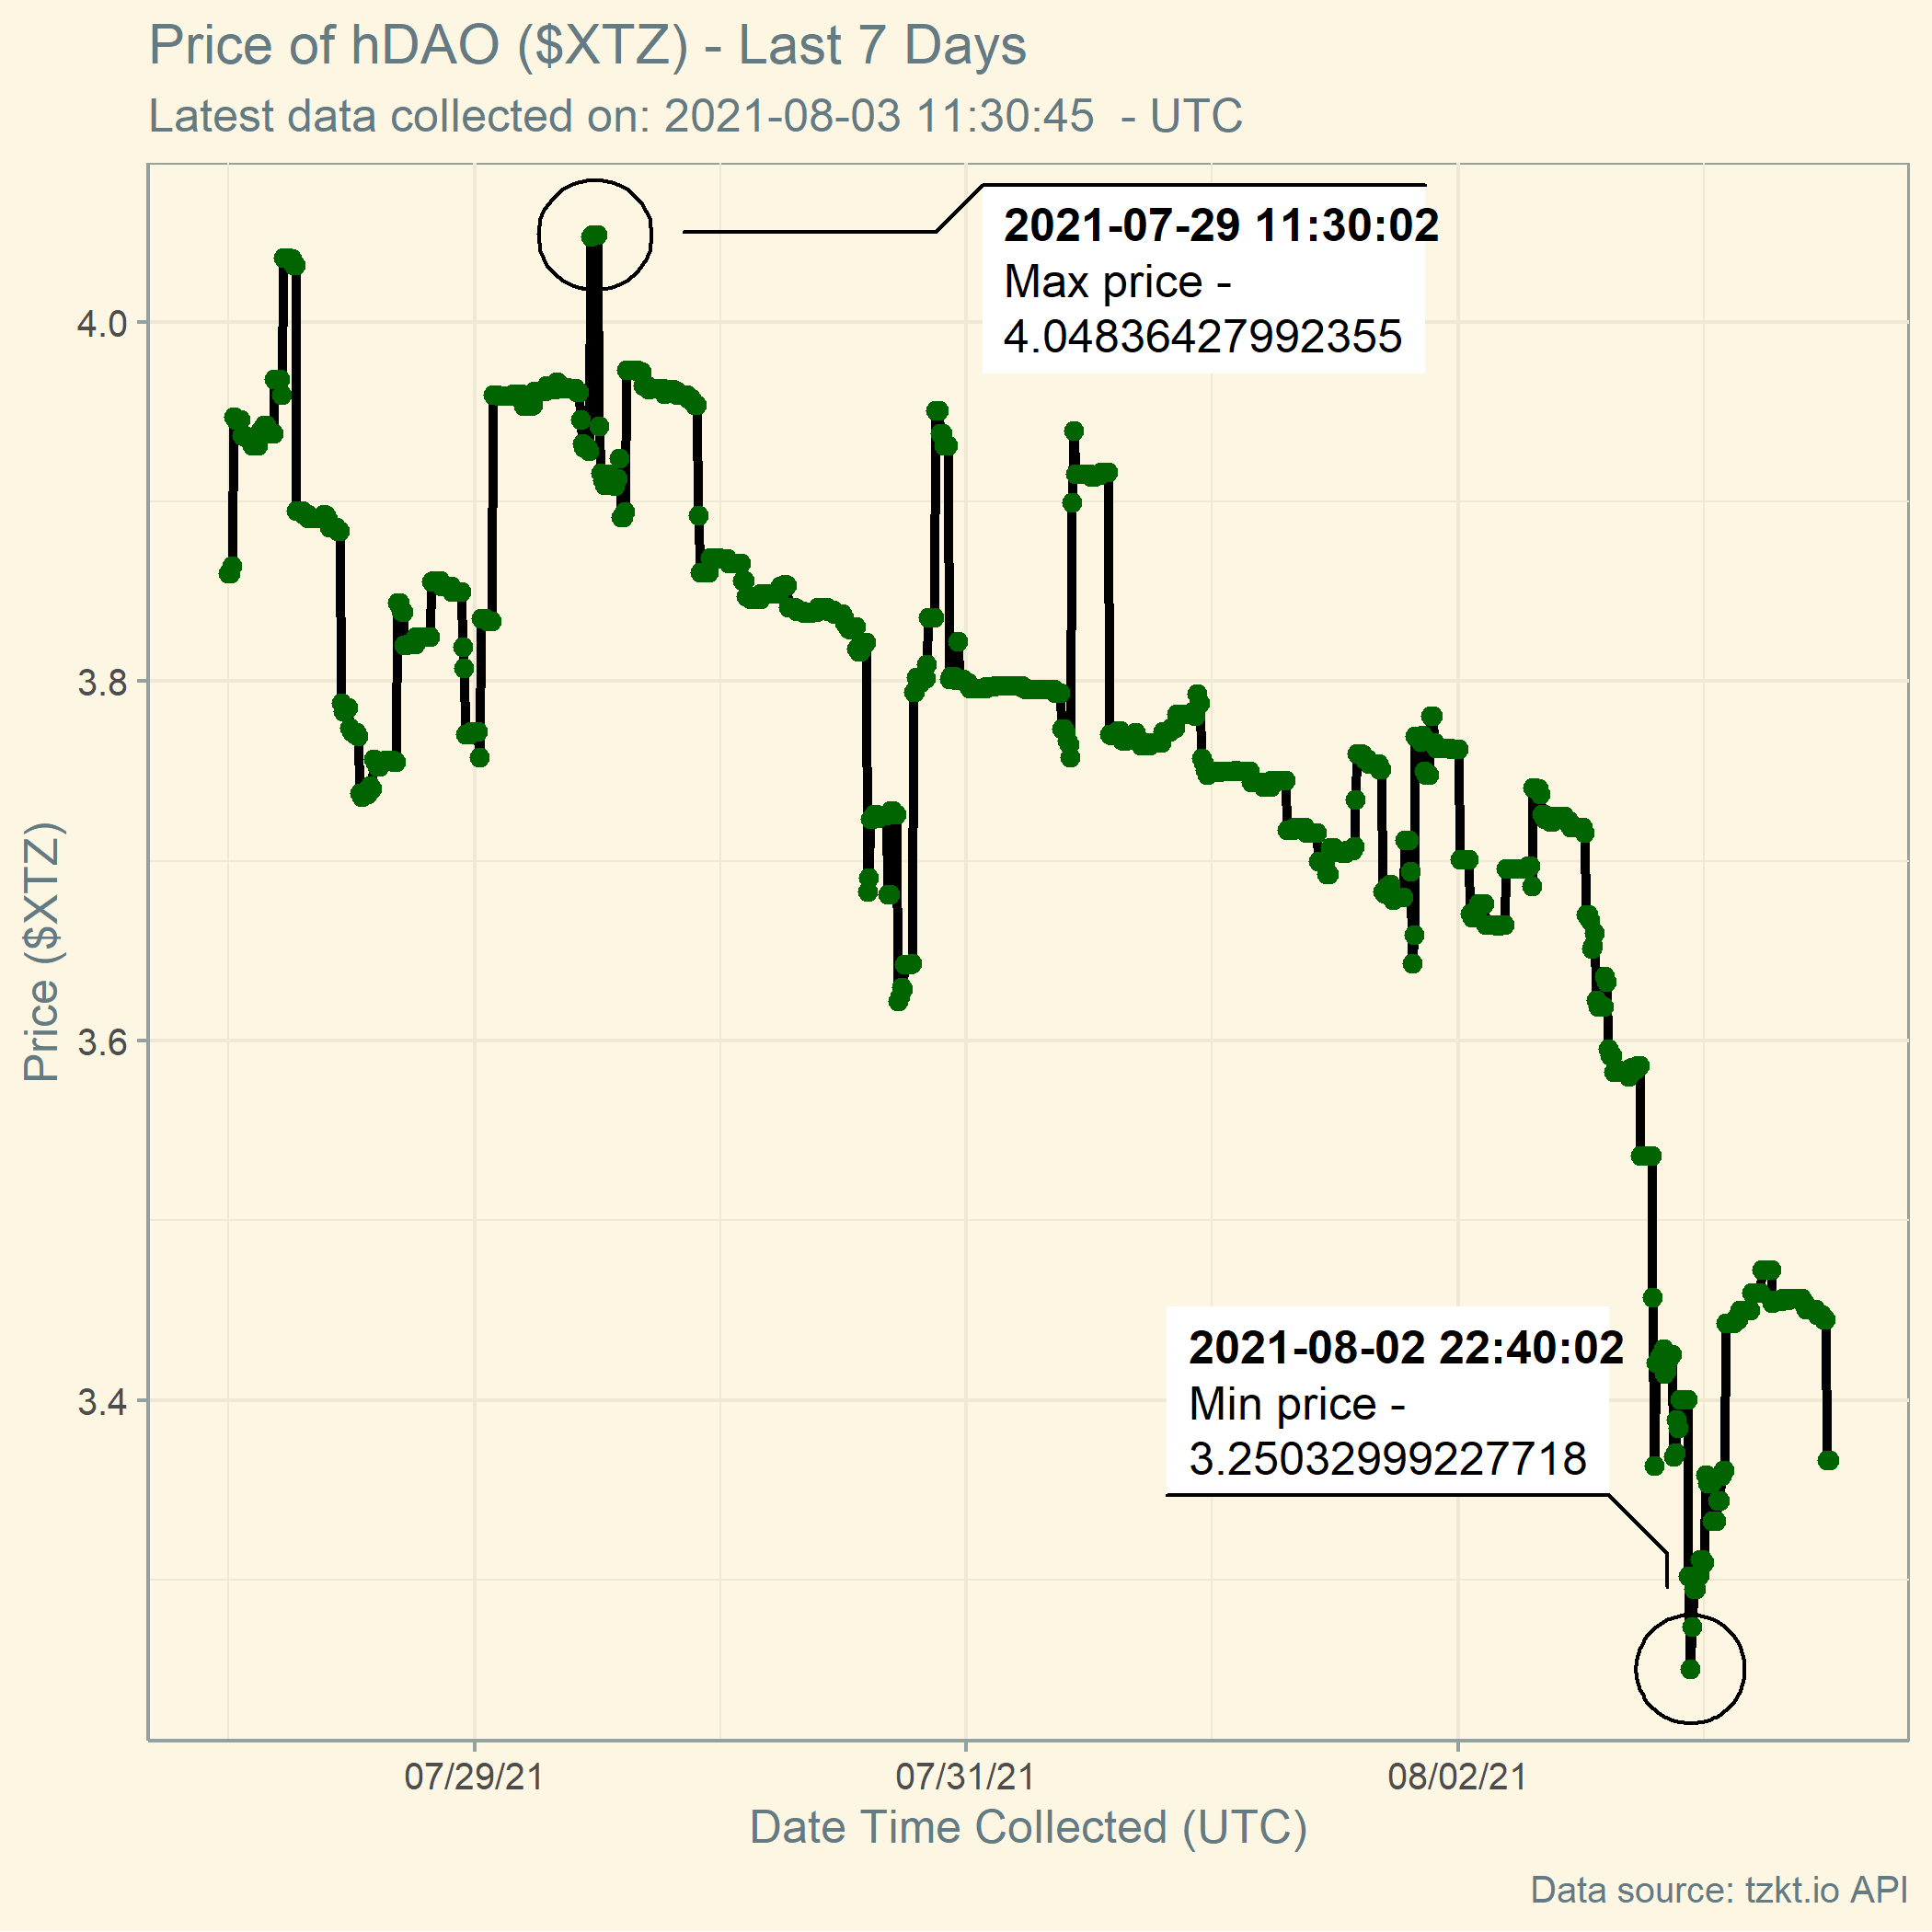 Price of hDAO ($XTZ) - Last 7 Days
Latest data collected on: 2021-08-03 11:30:45  - UTC
2021-07-29 11:30:02
Max price -
4.04836427992355
4.0
3.8
3.6
3.4
Price ($XTZ)
2021-08-02 22:40:02
Min price -
3.25032999227718
07/29/21
07/31/21
08/02/21
Date Time Collected (UTC)
Data source: tzkt.io API